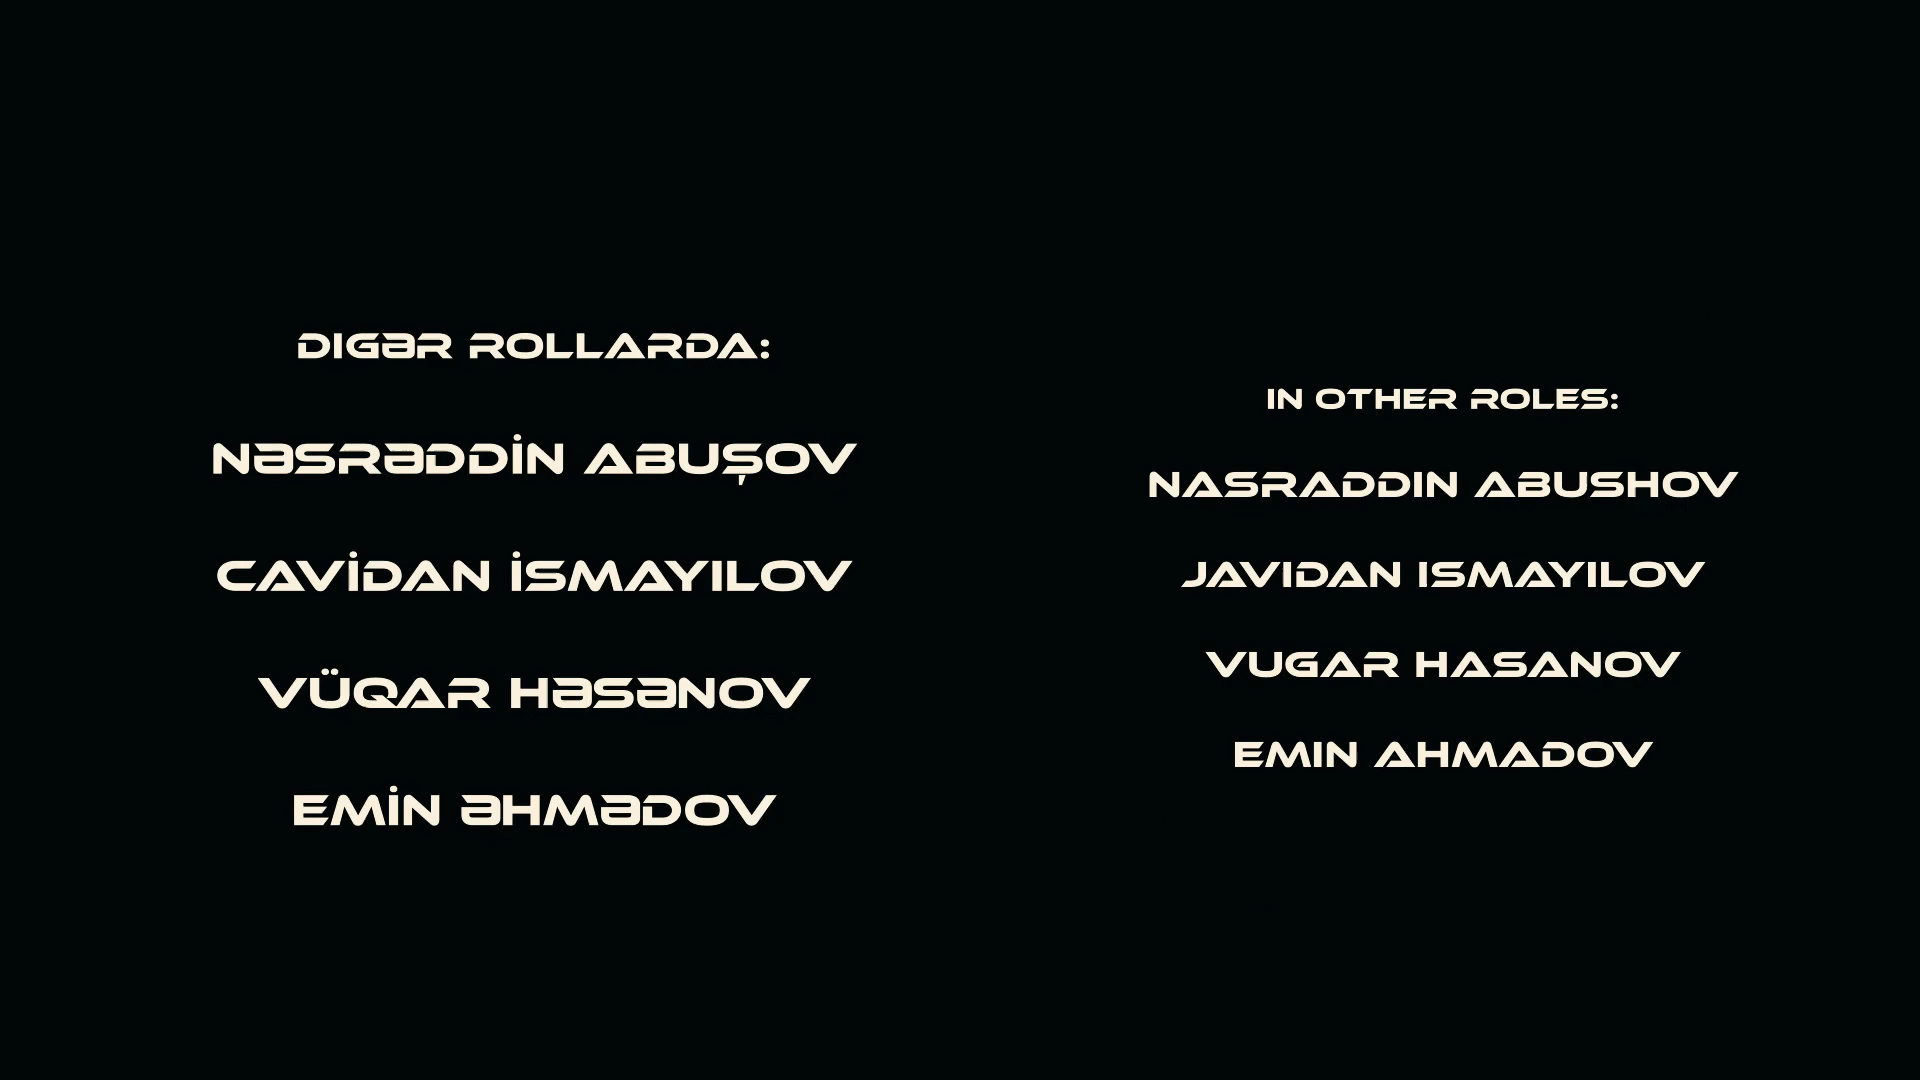 DIGƏR ROLLARDA:
NƏSRƏDDİN ABUŞOV
CAVİDAN İSMAYILOV
VÜQAR HƏSƏNOV
EMİN ƏHMƏDOV
IN OTHER ROLES:
NASRADDIN ABUSHOV
JAVIDAN ISMAYILOV
VUGAR HASANOV
EMIN AHMADOV